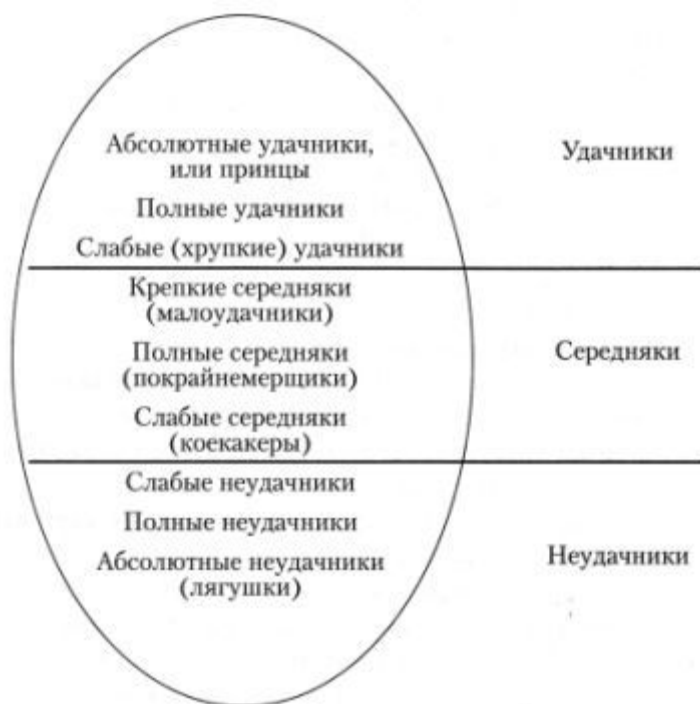 Абсолютные удачники,
или принцы
Удачники
Полные удачники
Слабые (хрупкие) удачники
Крепкие середняки
(малоудачники)
Полные середняки
(покрайнемерщики)
Середняки
Слабые середняки
(коекакеры)
Слабые неудачники
Полные неудачники
Абсолютные неудачники
(лягушки)
Неудачники